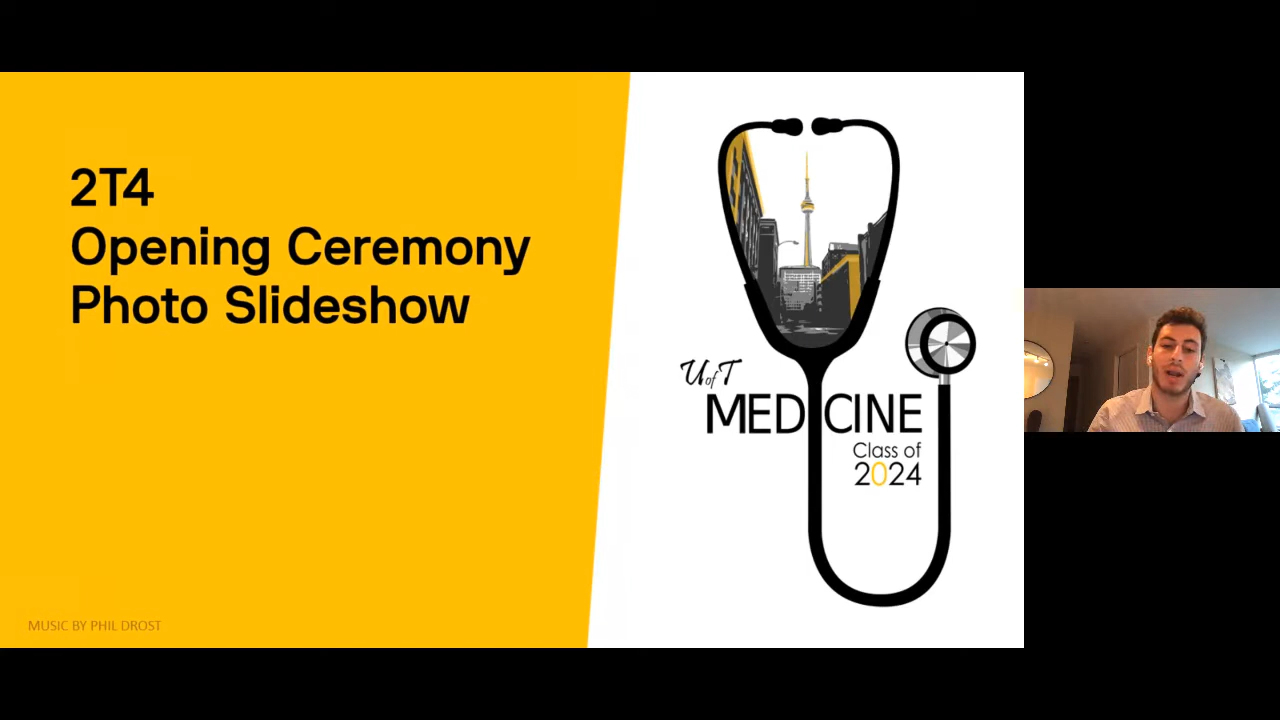 2T4
Opening Ceremony
Photo Slideshow
MUSIC BY PHIL DROST
U of T
MEDICINE
Class of
2024